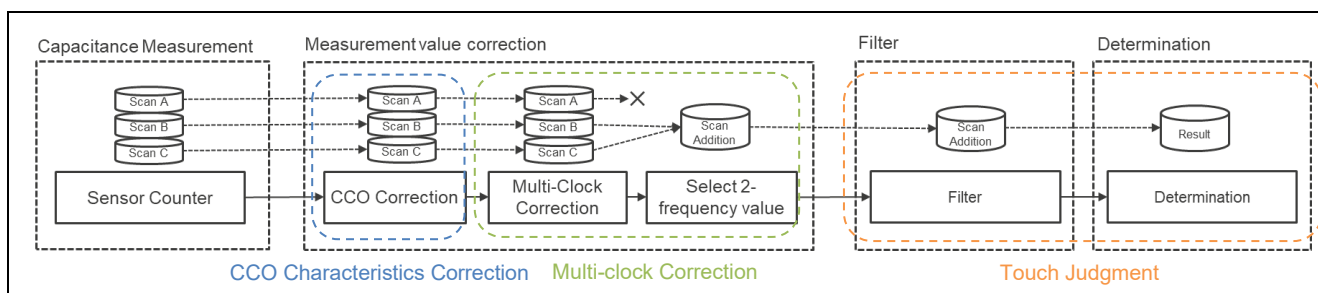 Capacitance Measurement
Measurement value correction
Filter
Determination
Scan A
Scan B
Scan C
Scan A
Scan B
Scan C
Scan A
Scan B
Scan C
Scan
Addition
Scan
Addition
Result
Sensor Counter
CCO Correction
Multi-Clock
Correction
Select 2-
frequency value
Filter
Determination
CCO Characteristics Correction
Multi-clock Correction
Touch Judgment